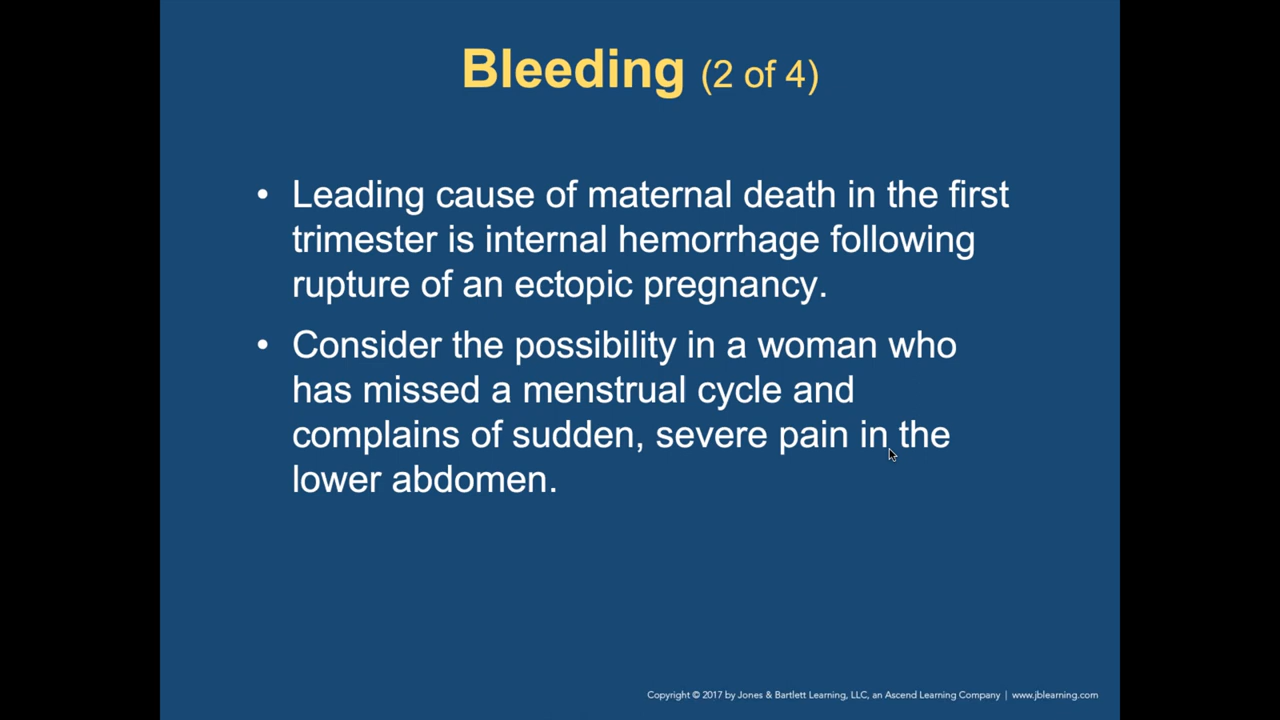 Bleeding (2 of 4)
• Leading cause of maternal death in the first
trimester is internal hemorrhage following
rupture of an ectopic pregnancy.
• Consider the possibility in a woman who
has missed a menstrual cycle and
complains of sudden, severe pain in the
lower abdomen.
Copyright © 2017 by Jones & Bartlett Learning, LLC, an Ascend Learning Company | www.jblearning.com